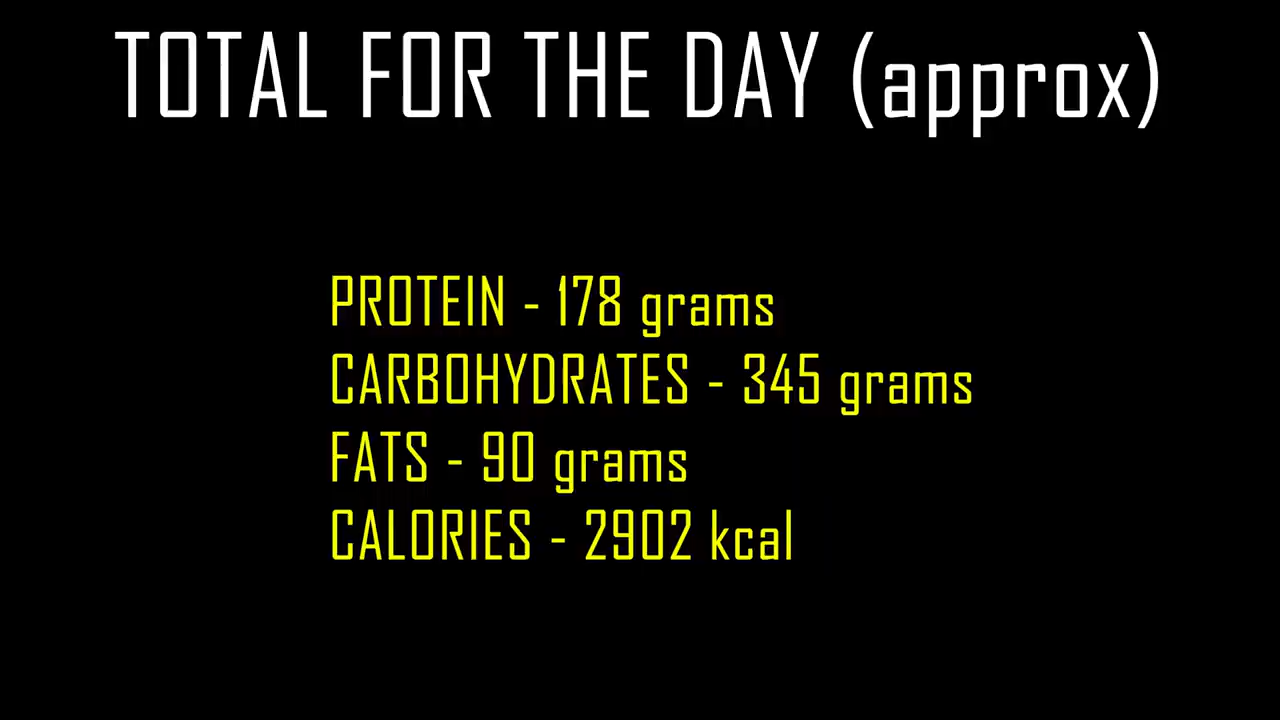 TOTAL FOR THE DAY (approx)
PROTEIN - 178 grams
CARBOHYDRATES - 345 grams
FATS - 90 grams
CALORIES - 2902 kcal